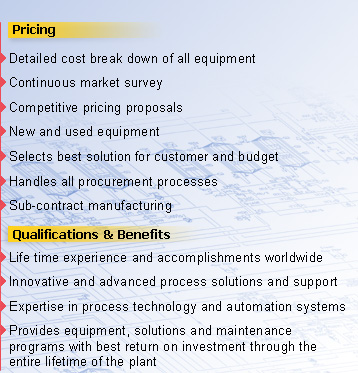 Pricing
Detailed cost break down of all equipment
Continuous market survey
Competitive pricing proposals
New and used equipment
Selects best solution for customer and budget
Handles all procurement processes
Sub-contract manufacturing
Qualifications & Benefits
Life time experience and accomplishments worldwide
Innovative and advanced process solutions and support
Expertise in process technology and automation systems
Provides equipment, solutions and maintenance
programs with best return on investment through the
entire lifetime of the plant